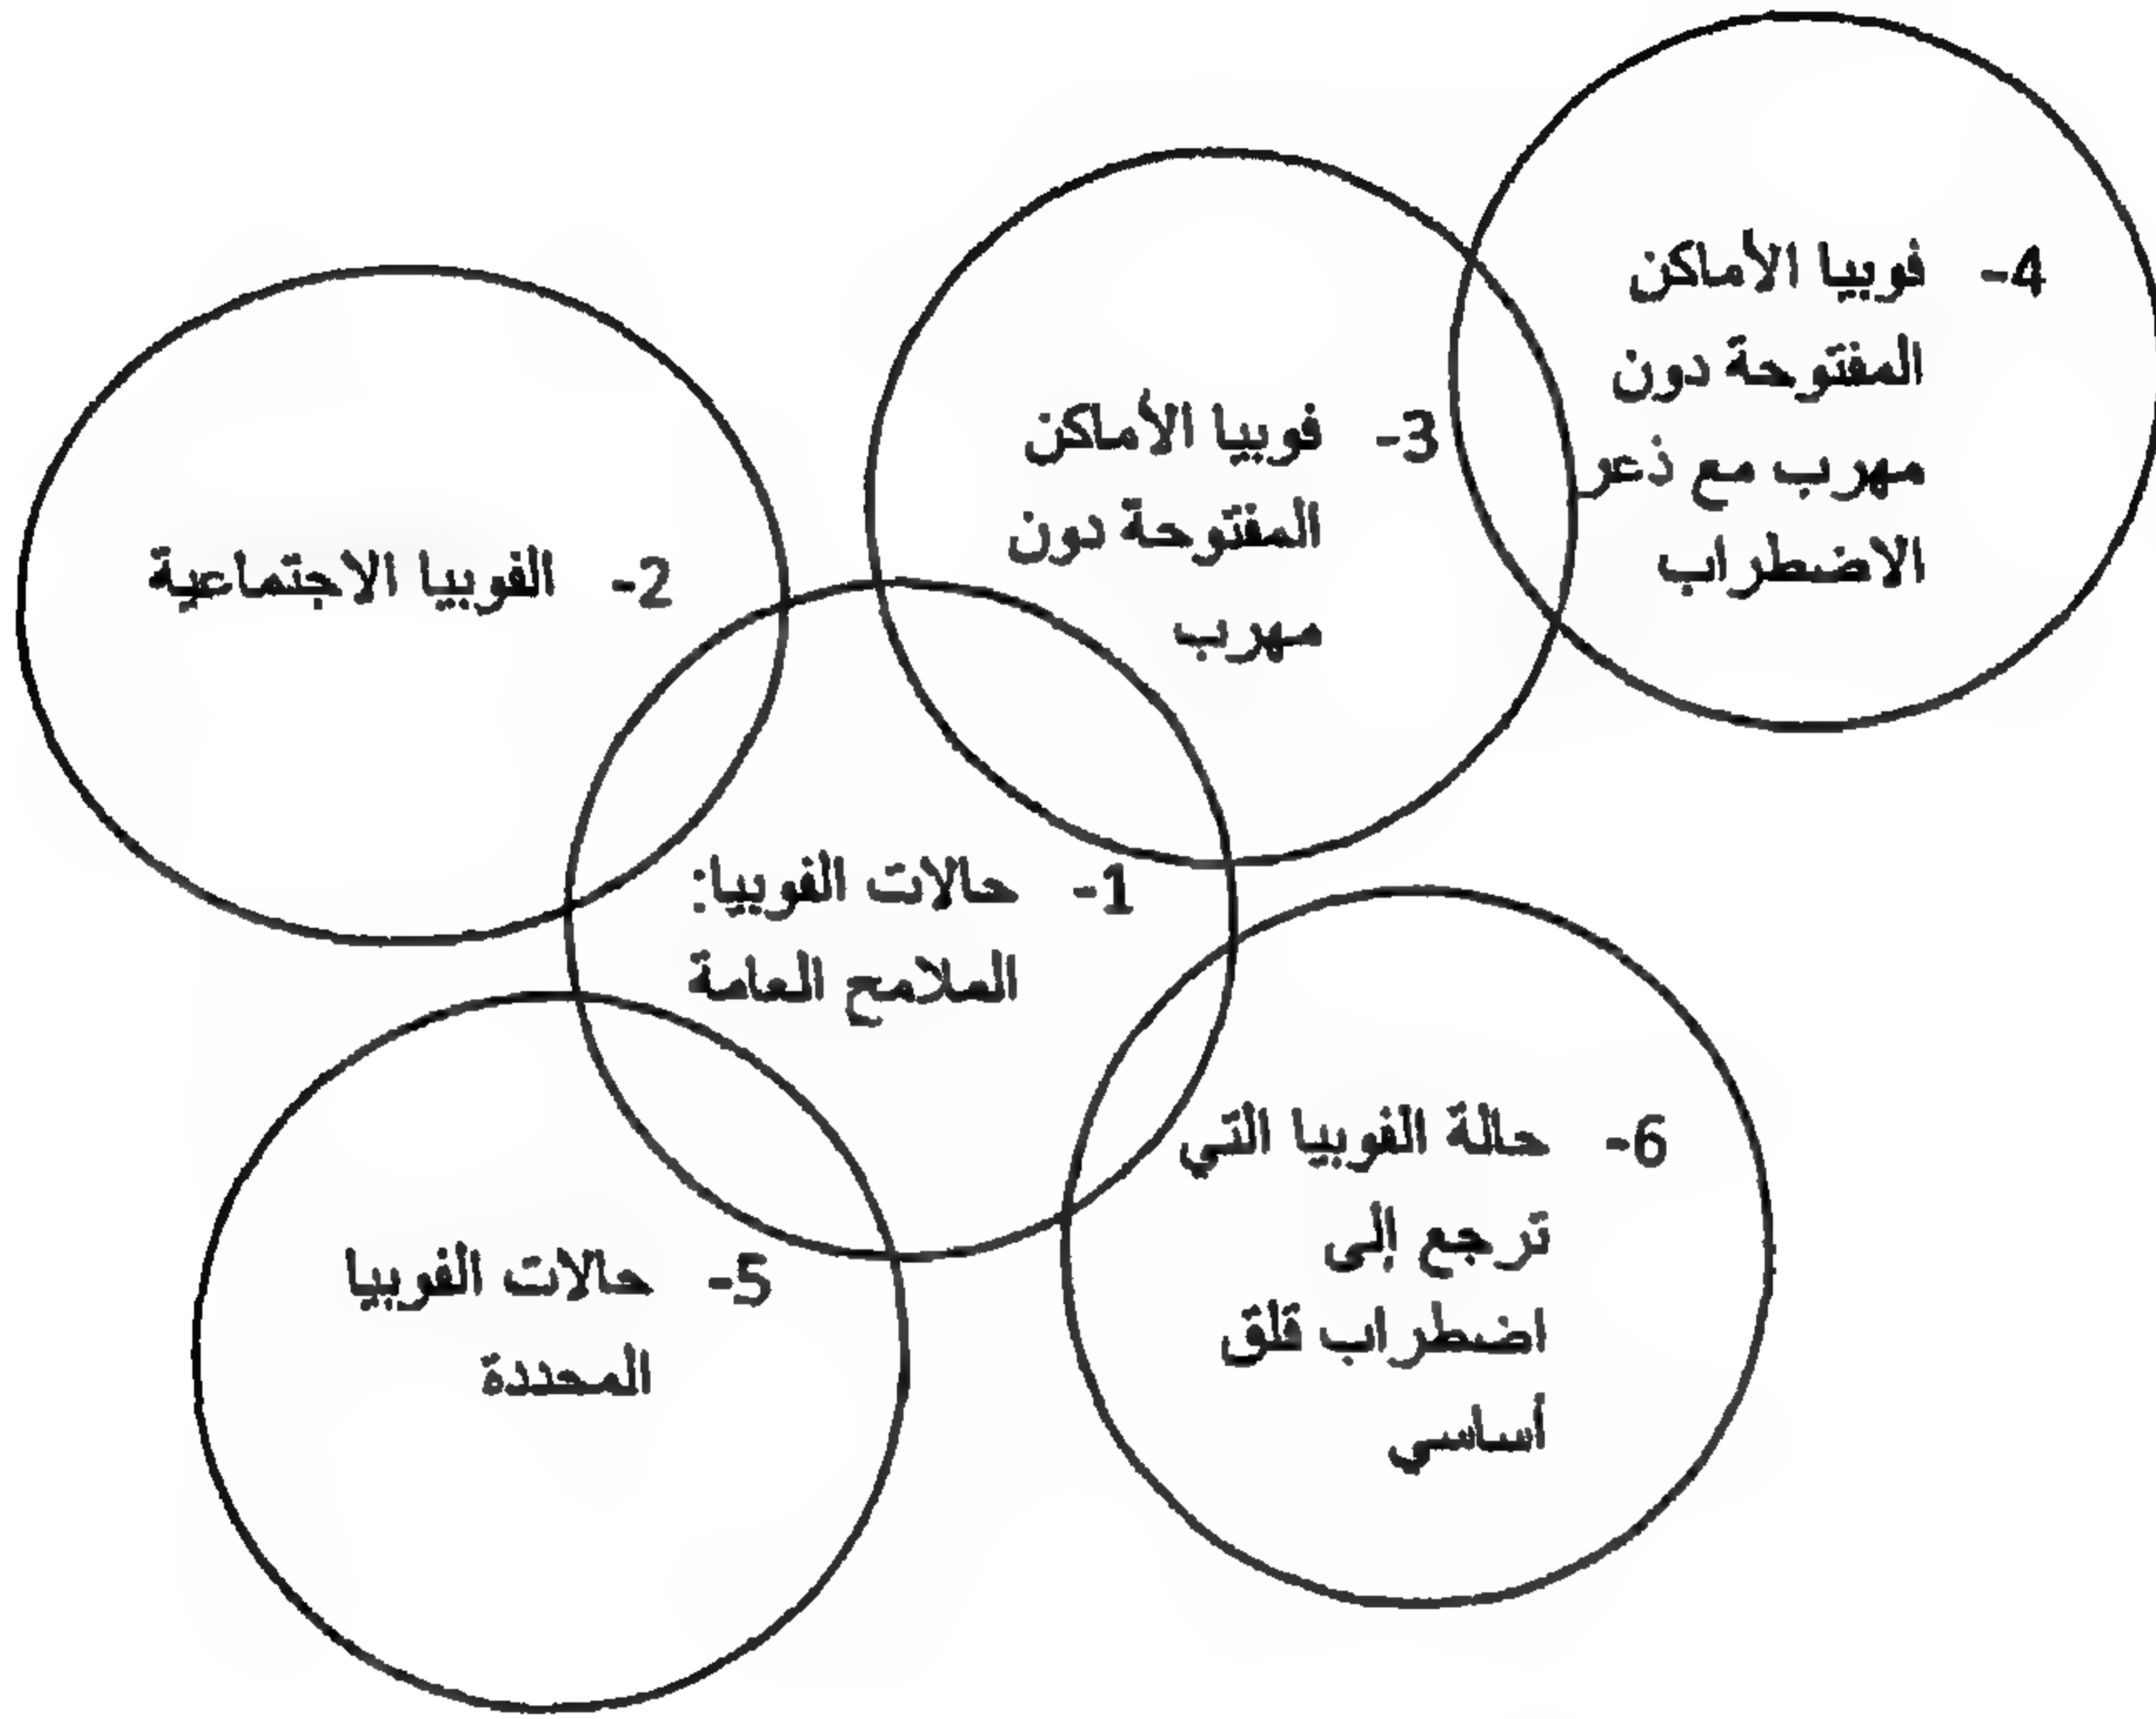 1- حالات الفوبيا:
الملامح العامة
2- الفوبيا الاجتماعية
3- فوبيا الأماكن
المفتوحة دون
مهرب
4- فوبيا الأماكن
المفتوحة دون
مهرب مع ذعر
الاضطراب
5- حالات الفوبيا
المحددة
6- حالة الفوبيا التي
ترجع إلى
اضطراب قلق
أساسي